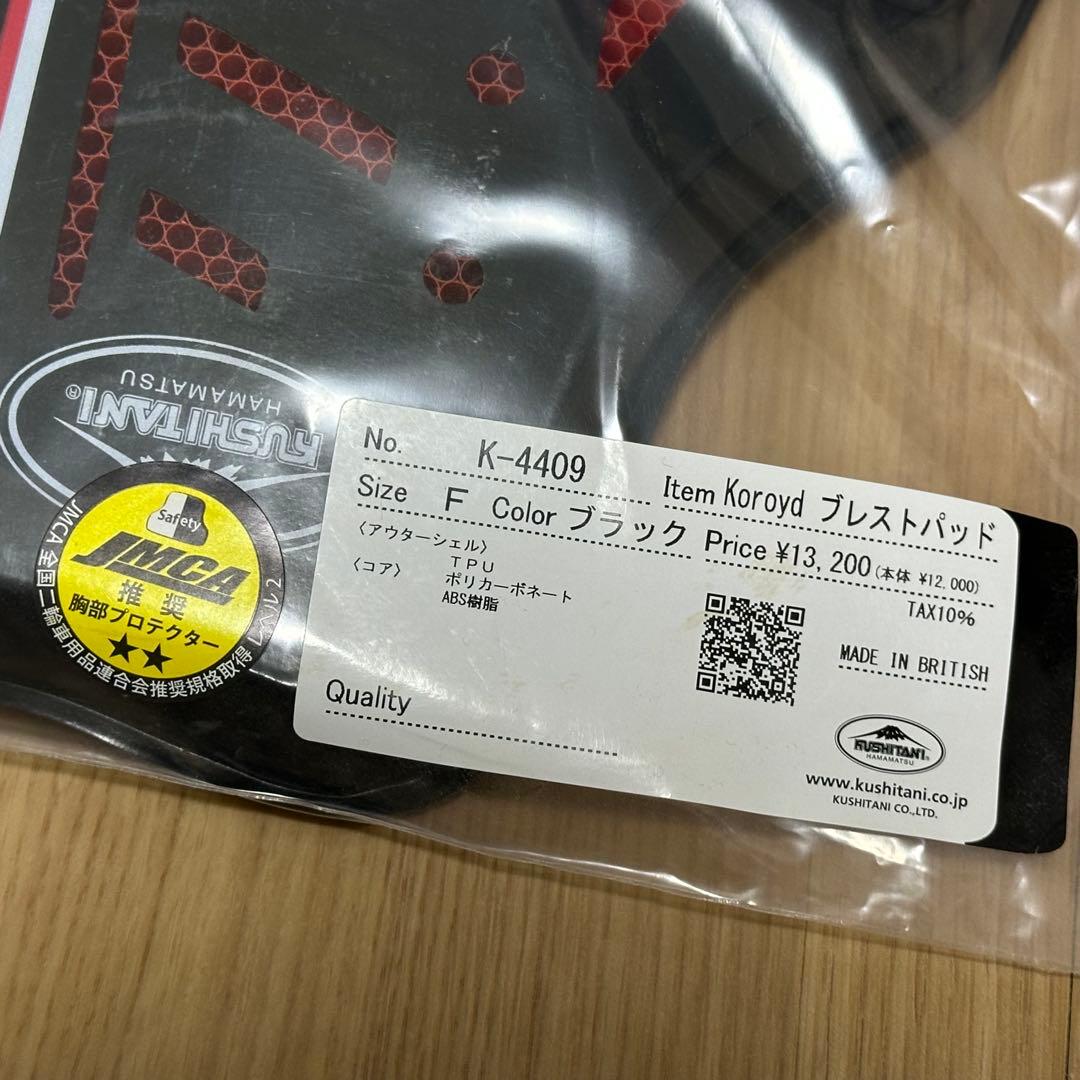 KUSHITANI®
HAMAMATSU
Safety
JMCA
推奨
胸部プロテクター
★★
JMCA 全国二輪車用品連合会推奨規格取得 レベル2
No. K-4409 Item Koroyd ブレストパッド
Size F Color ブラック Price ¥13,200(本体 ¥12,000)
TAX10%
〈アウターシェル〉
TPU
〈コア〉 ポリカーボネート
ABS樹脂
MADE IN BRITISH
Quality
KUSHITANI®
HAMAMATSU
www.kushitani.co.jp
KUSHITANI CO.,LTD.